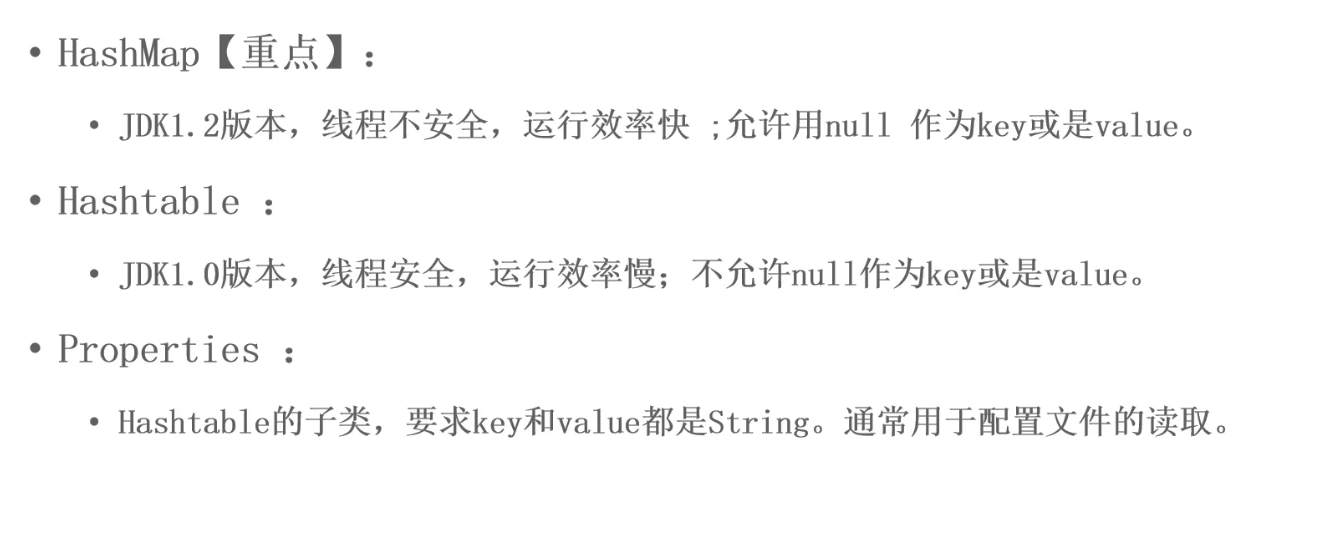 • HashMap【重点】：
• JDK1.2版本，线程不安全，运行效率快 ;允许用null 作为key或是value。
• Hashtable ：
• JDK1.0版本，线程安全，运行效率慢；不允许null作为key或是value。
• Properties ：
• Hashtable的子类，要求key和value都是String。通常用于配置文件的读取。